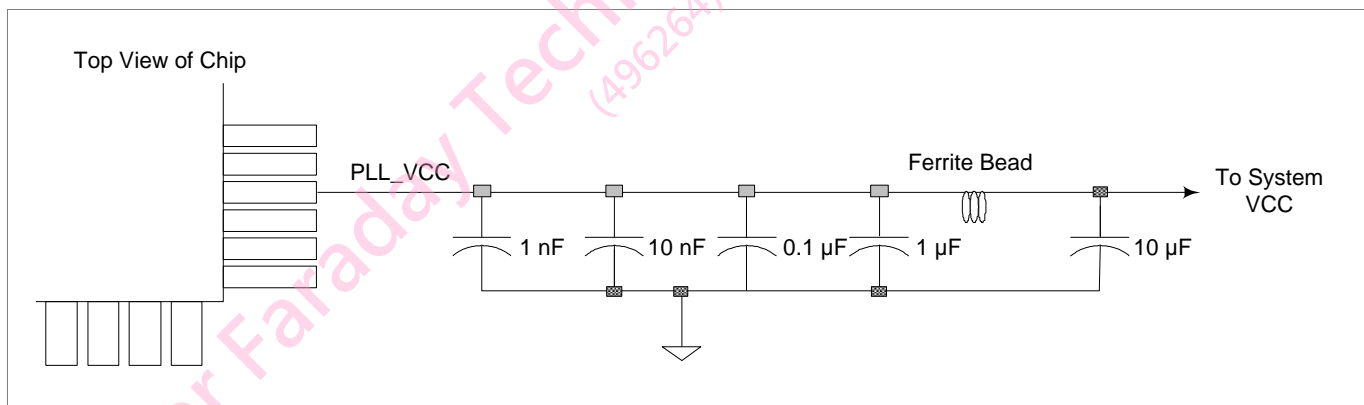 Top View of Chip
PLL_VCC
Ferrite Bead
To System
VCC
1 nF
10 nF
0.1 µF
1 µF
10 µF
r Faraday Techn
(496264)